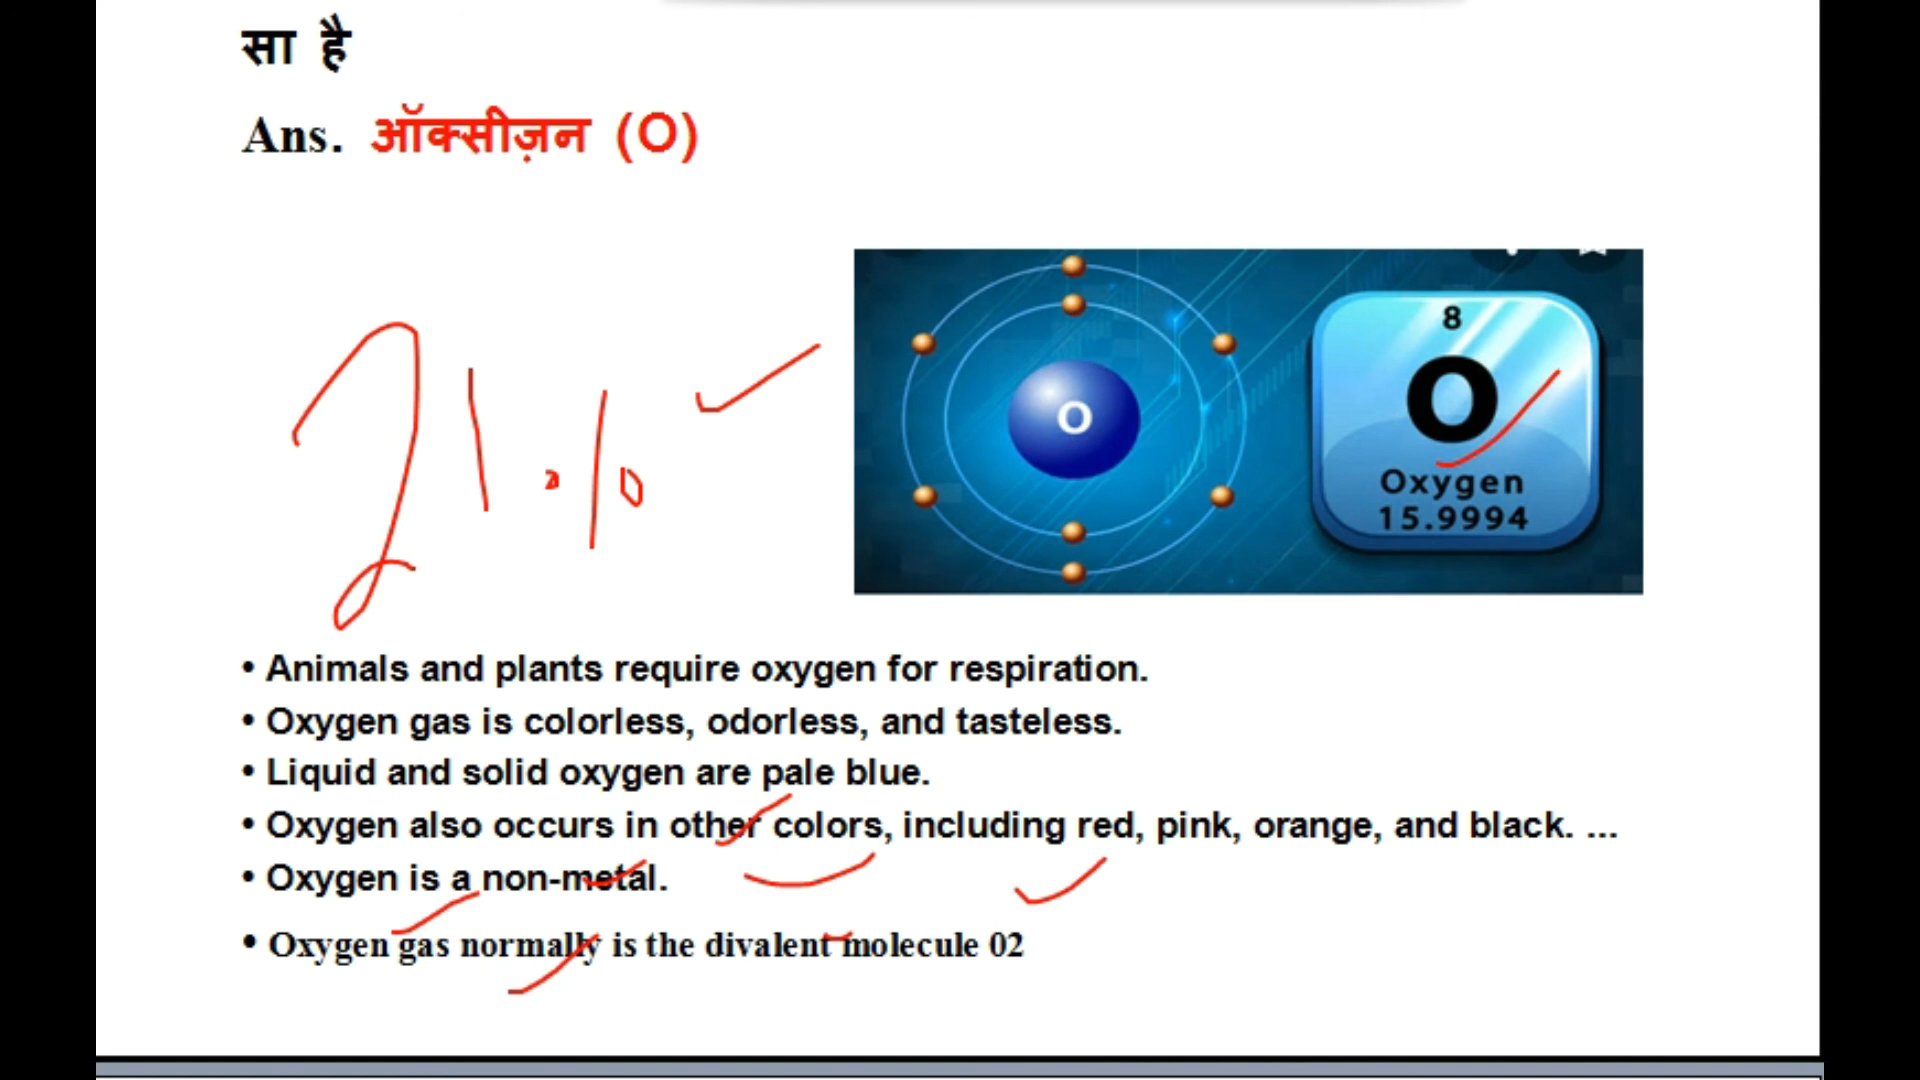 सा है
Ans. ऑक्सीज़न (O)
21%
O
8
O
Oxygen
15.9994
• Animals and plants require oxygen for respiration.
• Oxygen gas is colorless, odorless, and tasteless.
• Liquid and solid oxygen are pale blue.
• Oxygen also occurs in other colors, including red, pink, orange, and black. ...
• Oxygen is a non-metal.
• Oxygen gas normally is the divalent molecule 02